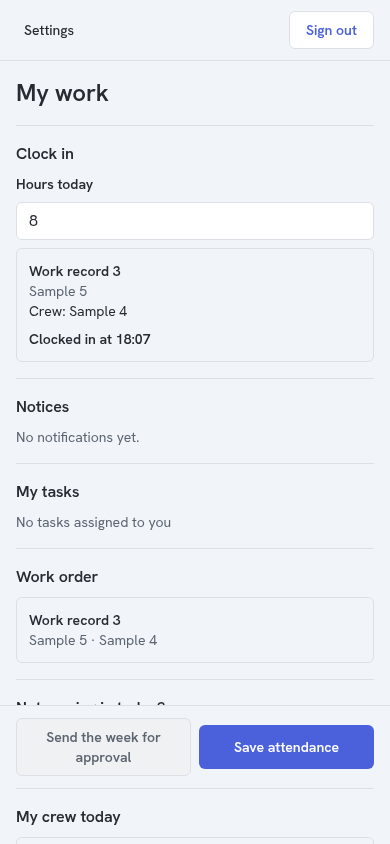 Settings
Sign out
My work
Clock in
Hours today
8
Work record 3
Sample 5
Crew: Sample 4
Clocked in at 18:07
Notices
No notifications yet.
My tasks
No tasks assigned to you
Work order
Work record 3
Sample 5 · Sample 4
Send the week for
approval
Save attendance
My crew today